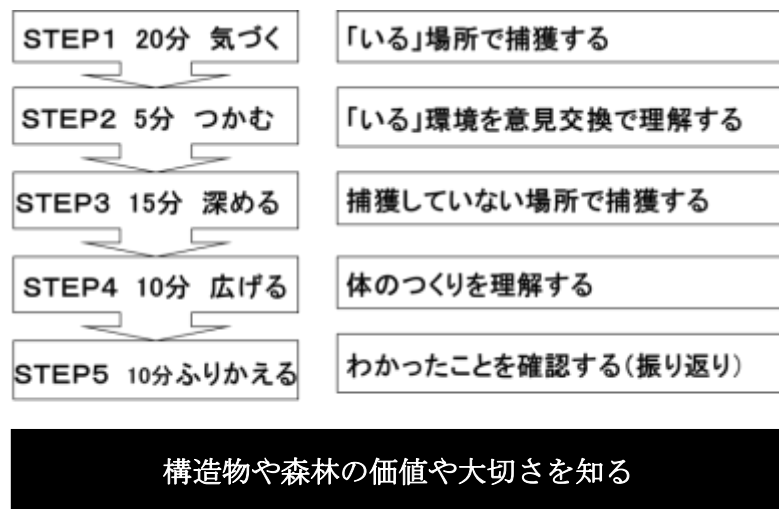 STEP1 20分 気づく 「いる」場所で捕獲する
STEP2 5分 つかむ 「いる」環境を意見交換で理解する
STEP3 15分 深める 捕獲していない場所で捕獲する
STEP4 10分 広げる 体のつくりを理解する
STEP5 10分ふりかえる わかったことを確認する(振り返り)
構造物や森林の価値や大切さを知る